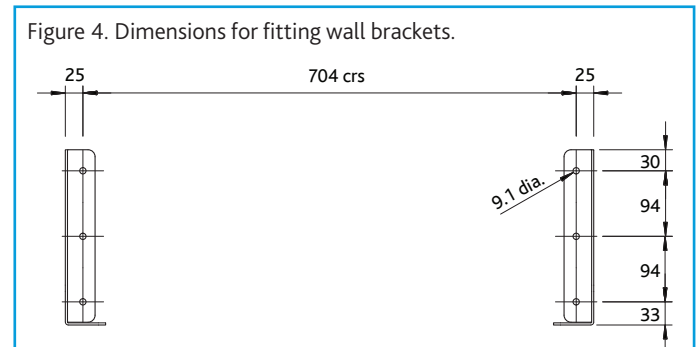 Figure 4. Dimensions for fitting wall brackets.
25 704 crs 25
30
9.1 dia.
94
94
33